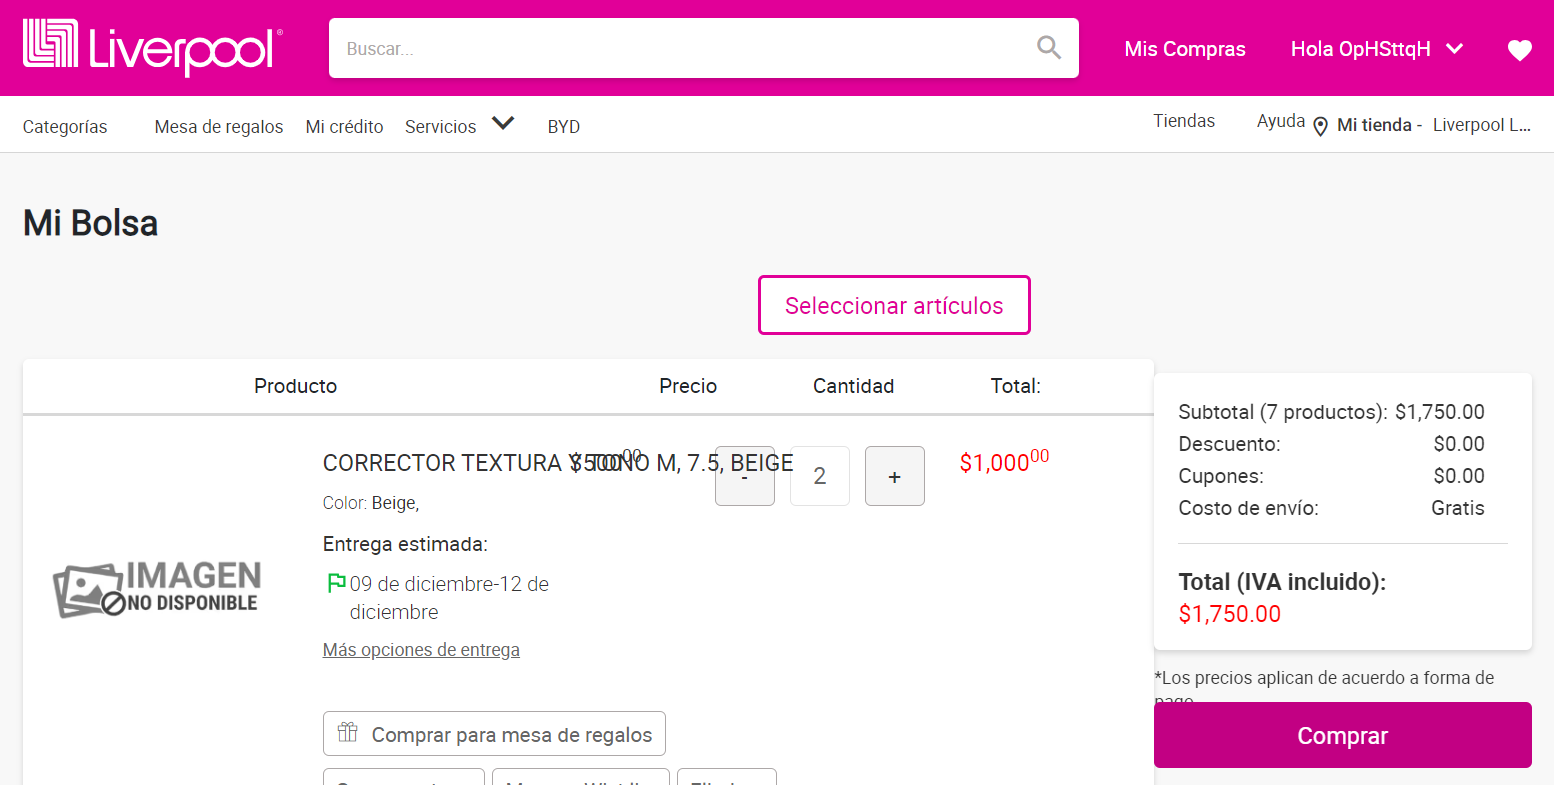 Liverpool®
Buscar...
Mis Compras
Hola OpHSttqH
Categorías
Mesa de regalos
Mi crédito
Servicios
BYD
Tiendas
Ayuda
Mi tienda - Liverpool L...
Mi Bolsa
Seleccionar artículos
Producto
Precio
Cantidad
Total:
CORRECTOR TEXTURA Y TONO M, 7.5, BEIGE
$500.00
-
2
+
$1,000.00
Color: Beige,
Entrega estimada:
09 de diciembre-12 de
diciembre
Más opciones de entrega
IMAGEN
NO DISPONIBLE
Comprar para mesa de regalos
Subtotal (7 productos): $1,750.00
Descuento: $0.00
Cupones: $0.00
Costo de envío: Gratis
Total (IVA incluido):
$1,750.00
*Los precios aplican de acuerdo a forma de
pago
Comprar